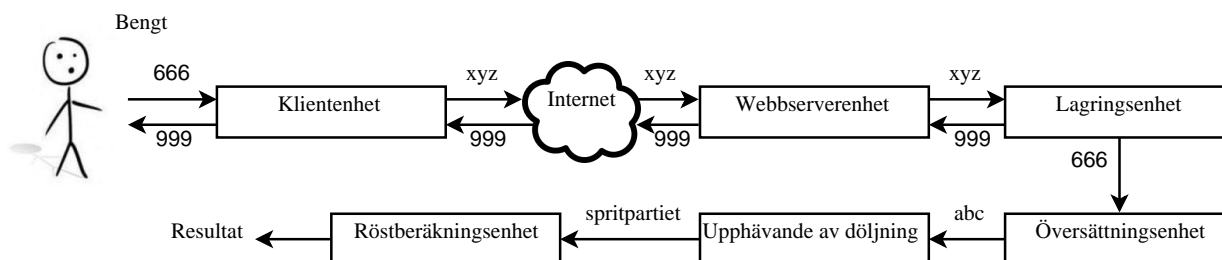 Bengt
666
xyz
xyz
xyz
Klientenhet
Internet
Webbserverenhet
Lagringsenhet
999
999
999
999
666
spritpartiet
abc
Resultat
Röstberäkningsenhet
Upphävande av döljning
Översättningsenhet